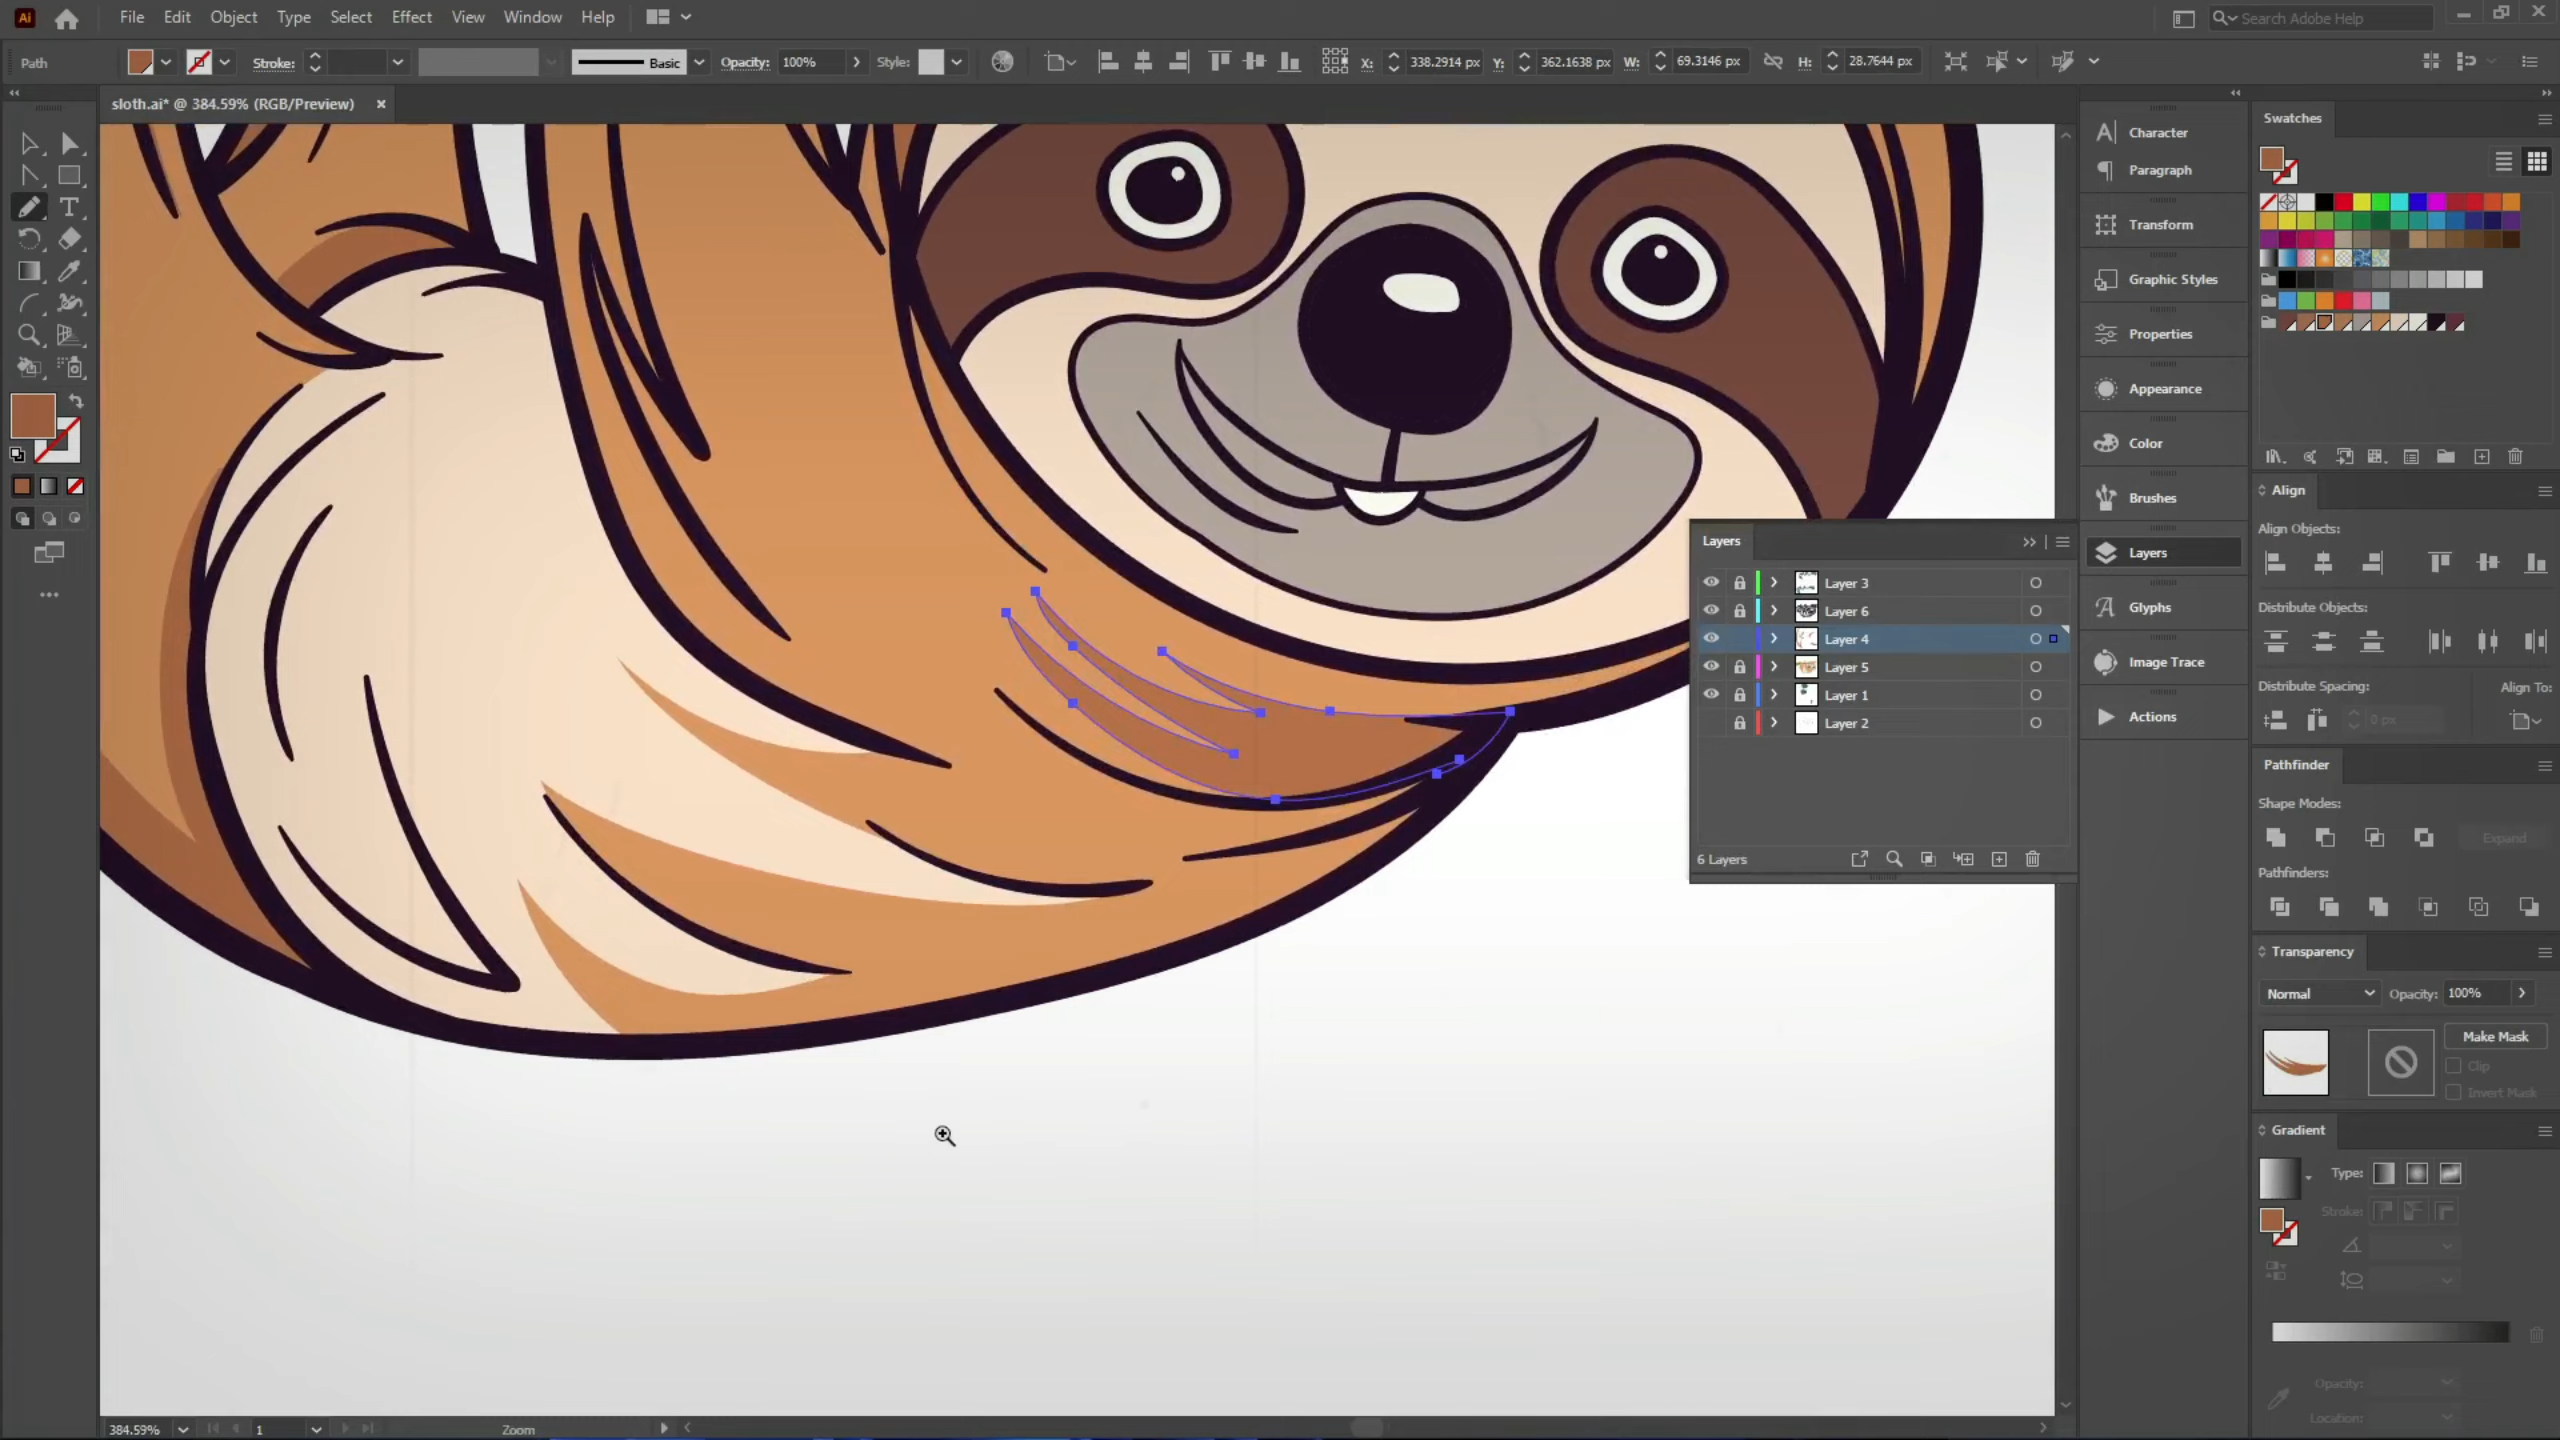 Ai File Edit Object Type Select Effect View Window Help Search Adobe Help
Path Stroke: Basic Opacity: 100% Style: X: 338.2914 px Y: 362.1638 px W: 69.3146 px H: 28.7644 px
sloth.ai* @ 384.59% (RGB/Preview)
Character
Paragraph
Transform
Graphic Styles
Properties
Appearance
Color
Brushes
Layers
Glyphs
Image Trace
Actions
Layers
Layer 3
Layer 6
Layer 4
Layer 5
Layer 1
Layer 2
6 Layers
Swatches
Align
Align Objects:
Distribute Objects:
Distribute Spacing: Align To:
0 px
Pathfinder
Shape Modes:
Expand
Pathfinders:
Transparency
Normal Opacity: 100%
Make Mask
Clip
Invert Mask
Gradient
Type:
Stroke:
Opacity:
Location:
384.59% 1 Zoom